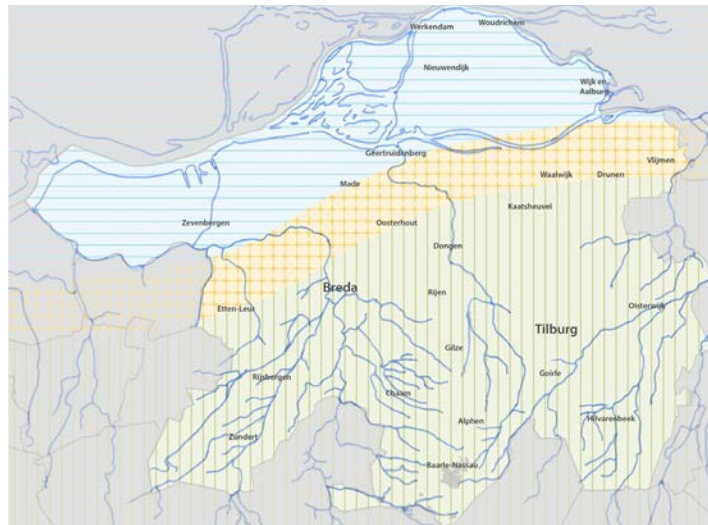 Werkendam
Woudrichem
Nieuwendijk
Wijk en
Aalburg
Geertruidenberg
Vlijmen
Made
Waalwijk
Drunen
Kaatsheuvel
Zevenbergen
Oosterhout
Dongen
Breda
Rijen
Etten-Leur
Oisterwijk
Tilburg
Gilze
Goirle
Rijsbergen
Chaam
Alphen
Hilvarenbeek
Zundert
Baarle-Nassau